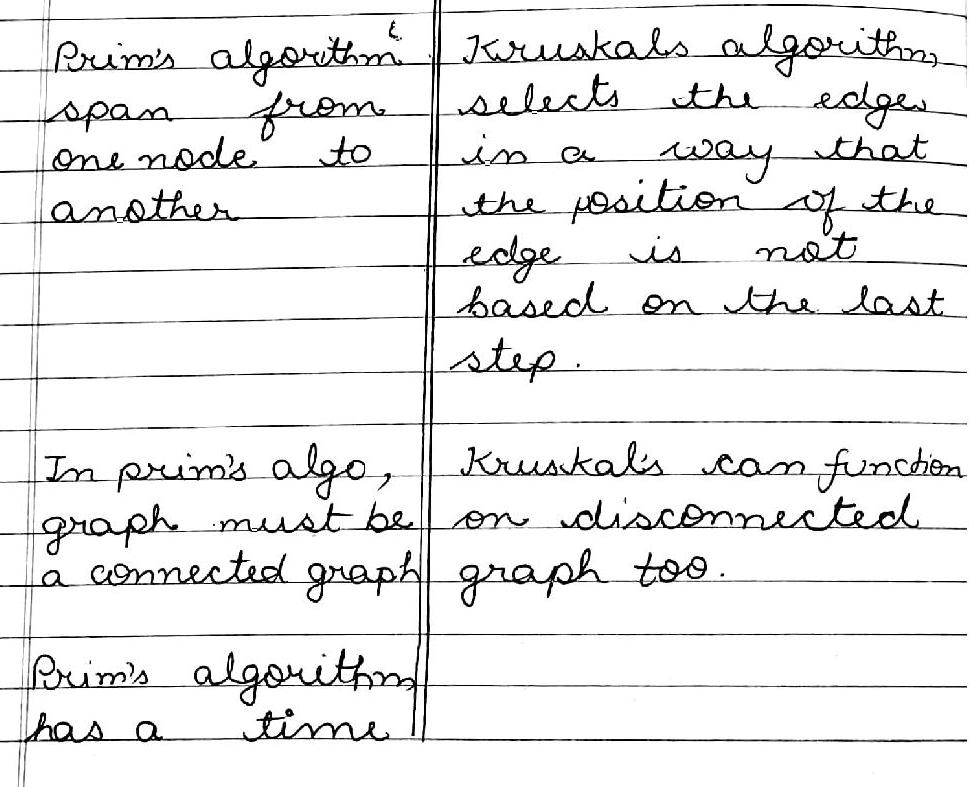 Prim's algorithm
span from
one node to
another
Kruskals algorithm
selects the edges
in a way that
the position of the
edge is not
based on the last
step.
In prim's algo,
graph must be
a connected graph
Kruskal's can function
on disconnected
graph too.
Prim's algorithm
has a time